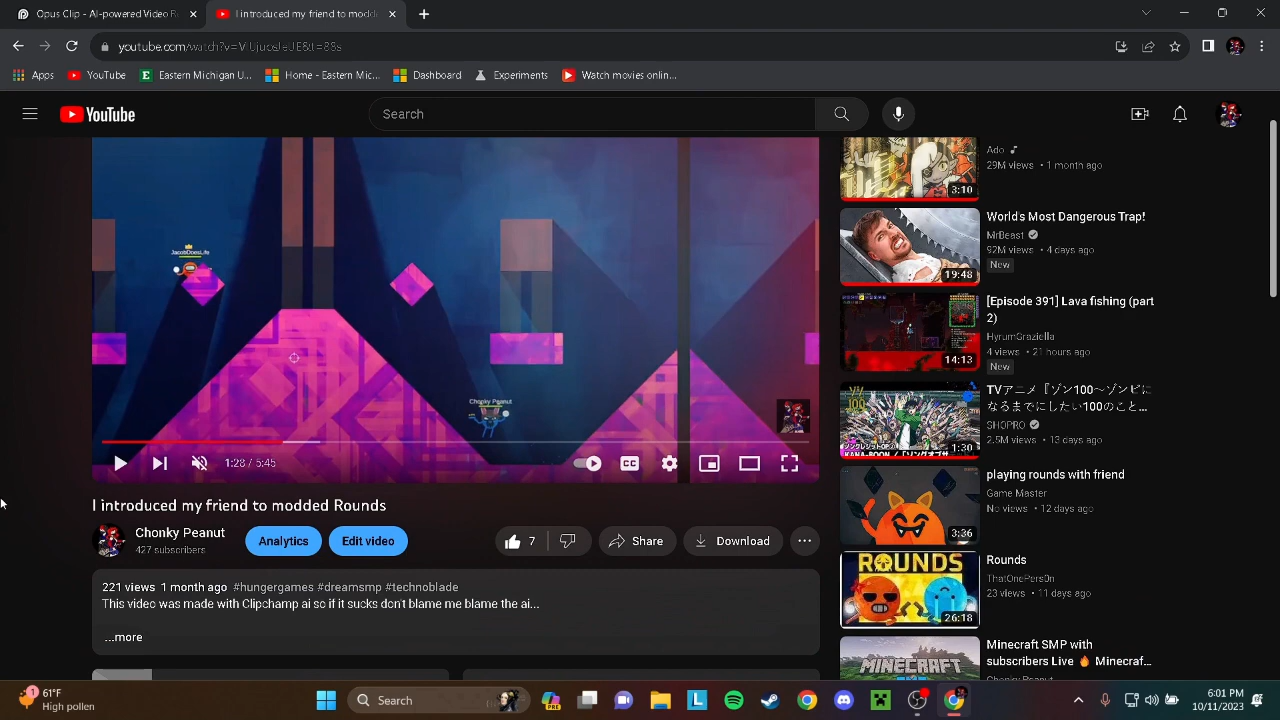 Opus Clip - AI-powered Video R
I introduced my friend to modd
Apps
YouTube
Eastern Michigan U...
Home - Eastern Mic...
Dashboard
Experiments
Watch movies onlin...
YouTube
Search
JacobDoesLife
Chonky Peanut
1:28 / 5:45
I introduced my friend to modded Rounds
Chonky Peanut
427 subscribers
Analytics
Edit video
7
Share
Download
221 views 1 month ago #gingergames #dreamsmp #technoblade
This video was made with Clipchamp ai so if it sucks don't blame me blame the ai...
...more
Ado
29M views • 1 month ago
3:10
World's Most Dangerous Trap!
MrBeast
92M views • 4 days ago
New
19:48
[Episode 391] Lava fishing (part
2)
HyrumGraziella
4 views • 21 hours ago
New
14:13
TVアニメ『ゾン100〜ゾンビに
なるまでにしたい100のこと...
SHOPRO
2.5M views • 13 days ago
1:30
playing rounds with friend
Game Master
No views • 12 days ago
3:36
ROUNDS
Rounds
ThatOnePers0n
23 views • 11 days ago
26:18
MINECRAFT
Minecraft SMP with
subscribers Live 🔥 Minecraf...
Chonky Peanut
1
61°F
High pollen
Search
6:01 PM
10/11/2023